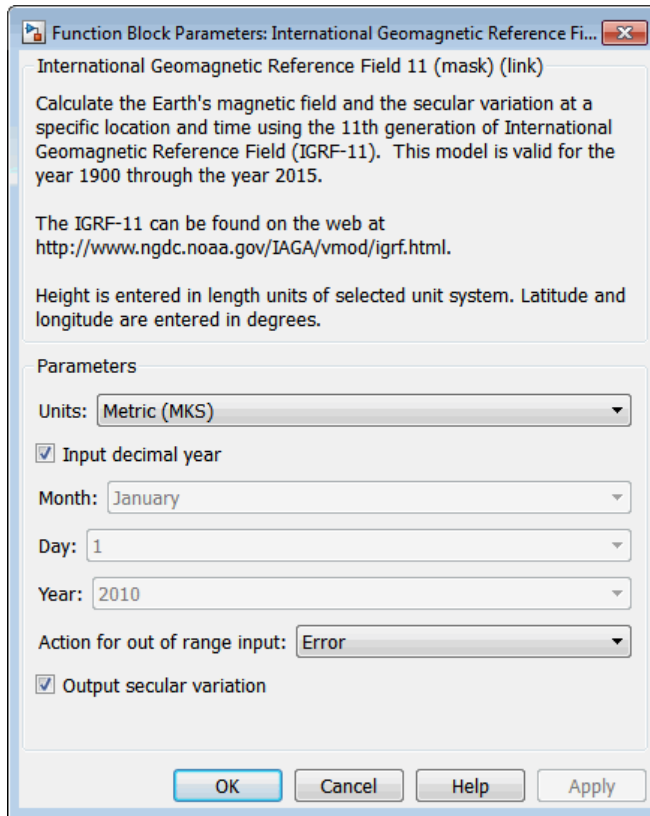 Function Block Parameters: International Geomagnetic Reference Fi...
International Geomagnetic Reference Field 11 (mask) (link)
Calculate the Earth's magnetic field and the secular variation at a
specific location and time using the 11th generation of International
Geomagnetic Reference Field (IGRF-11).  This model is valid for the
year 1900 through the year 2015.
The IGRF-11 can be found on the web at
http://www.ngdc.noaa.gov/IAGA/vmod/igrf.html.
Height is entered in length units of selected unit system. Latitude and
longitude are entered in degrees.
Parameters
Units: Metric (MKS)
Input decimal year
Month: January
Day: 1
Year: 2010
Action for out of range input: Error
Output secular variation
OK Cancel Help Apply